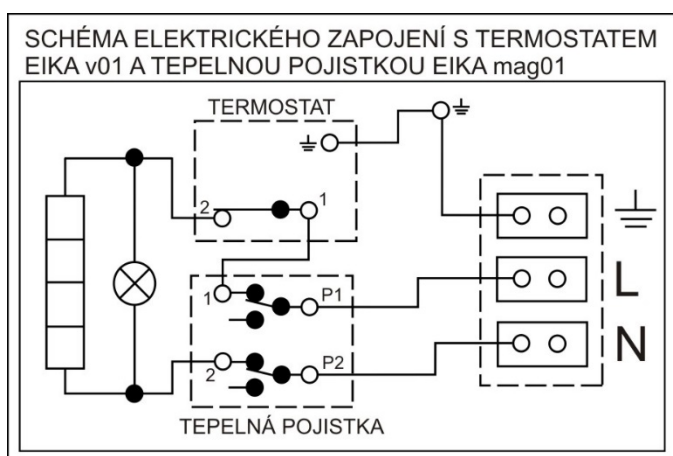 SCHÉMA ELEKTRICKÉHO ZAPOJENÍ S TERMOSTATEM
EIKA v01 A TEPELNOU POJISTKOU EIKA mag01
TERMOSTAT
2
1
1
P1
L
2
P2
N
TEPELNÁ POJISTKA